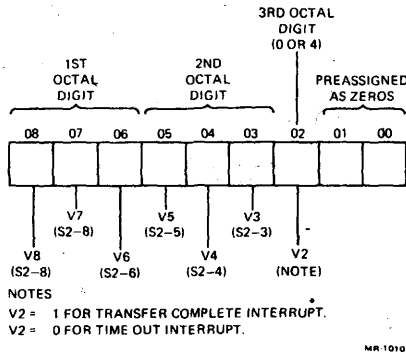 3RD OCTAL
DIGIT
(0 OR 4)
1ST
OCTAL
DIGIT
2ND
OCTAL
DIGIT
PREASSIGNED
AS ZEROS
08 07 06 05 04 03 02 01 00
V7
(S2-8)
V5
(S2-5)
V3
(S2-3)
V8
(S2-8)
V6
(S2-6)
V4
(S2-4)
V2
(NOTE)
NOTES
V2 = 1 FOR TRANSFER COMPLETE INTERRUPT.
V2 = 0 FOR TIME OUT INTERRUPT.
MR-1010